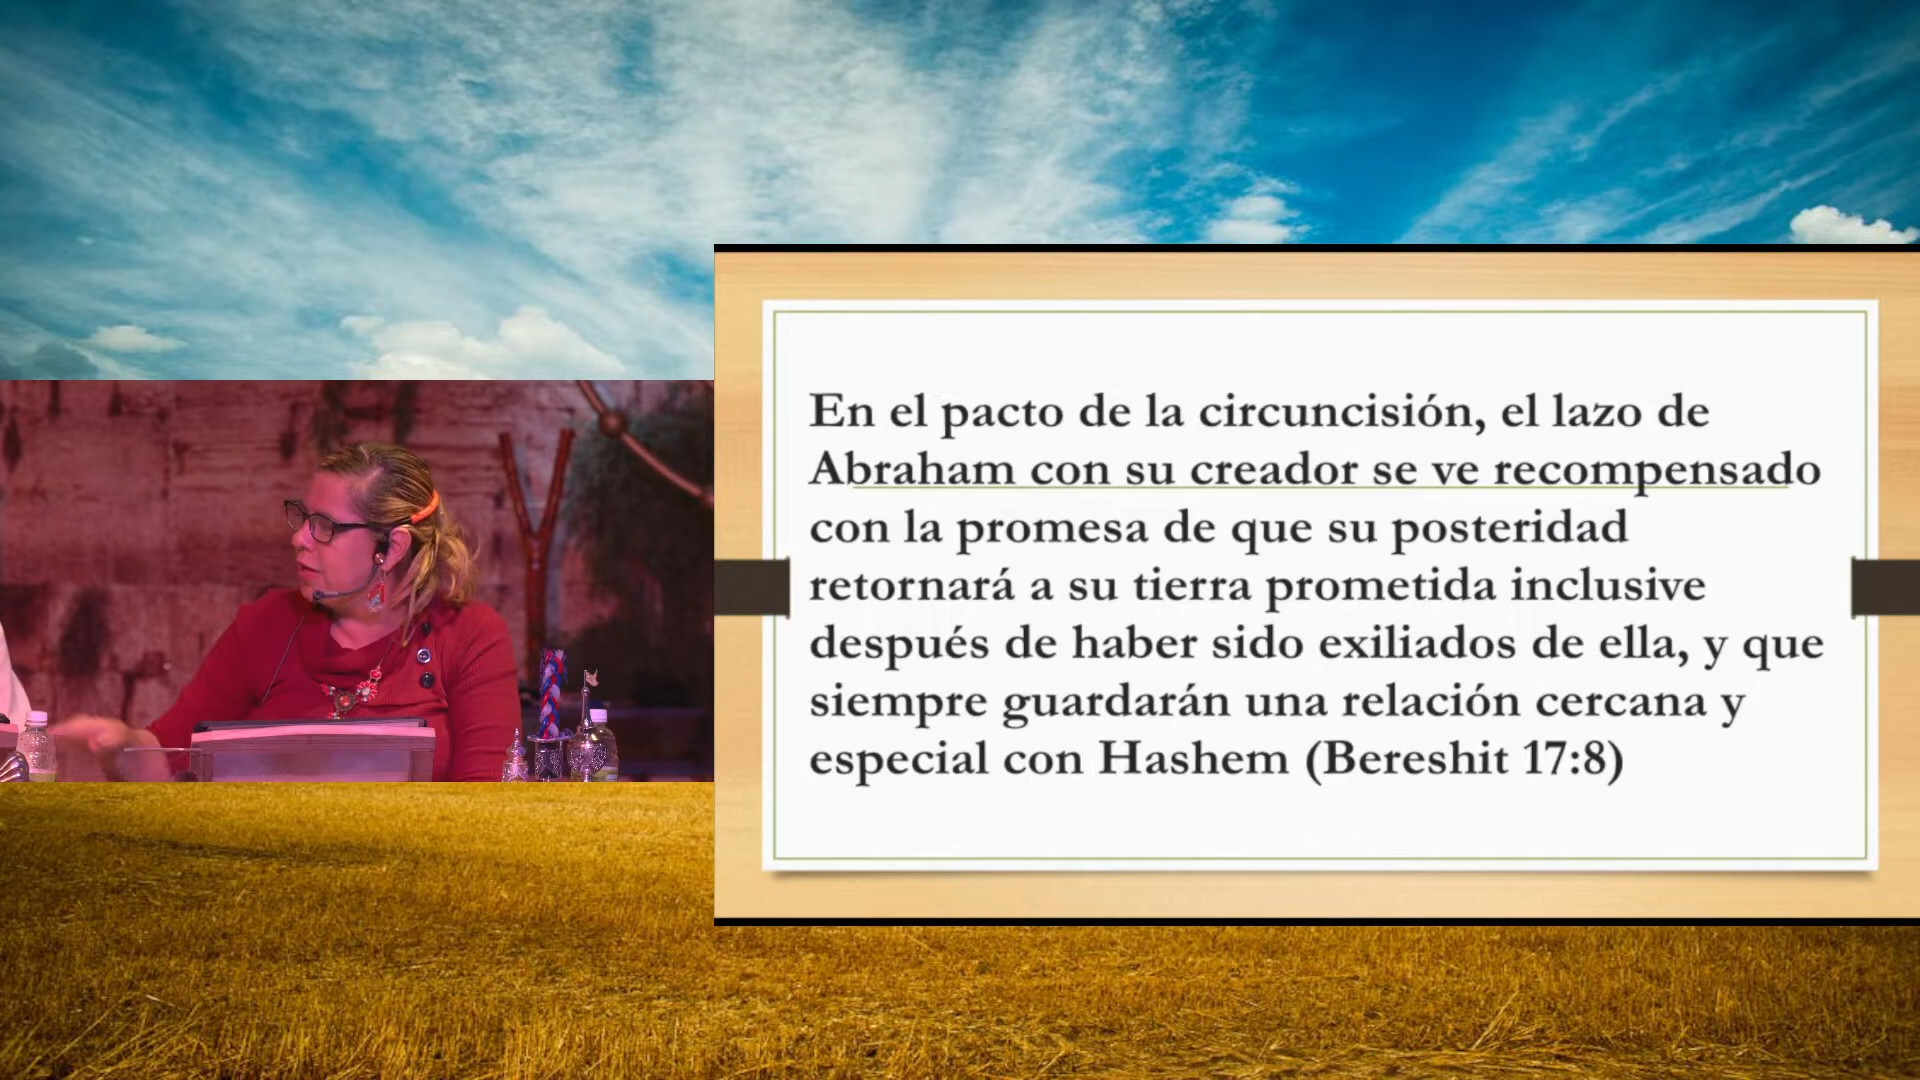 En el pacto de la circuncisión, el lazo de
Abraham con su creador se ve recompensado
con la promesa de que su posteridad
retornará a su tierra prometida inclusive
después de haber sido exiliados de ella, y que
siempre guardarán una relación cercana y
especial con Hashem (Bereshit 17:8)